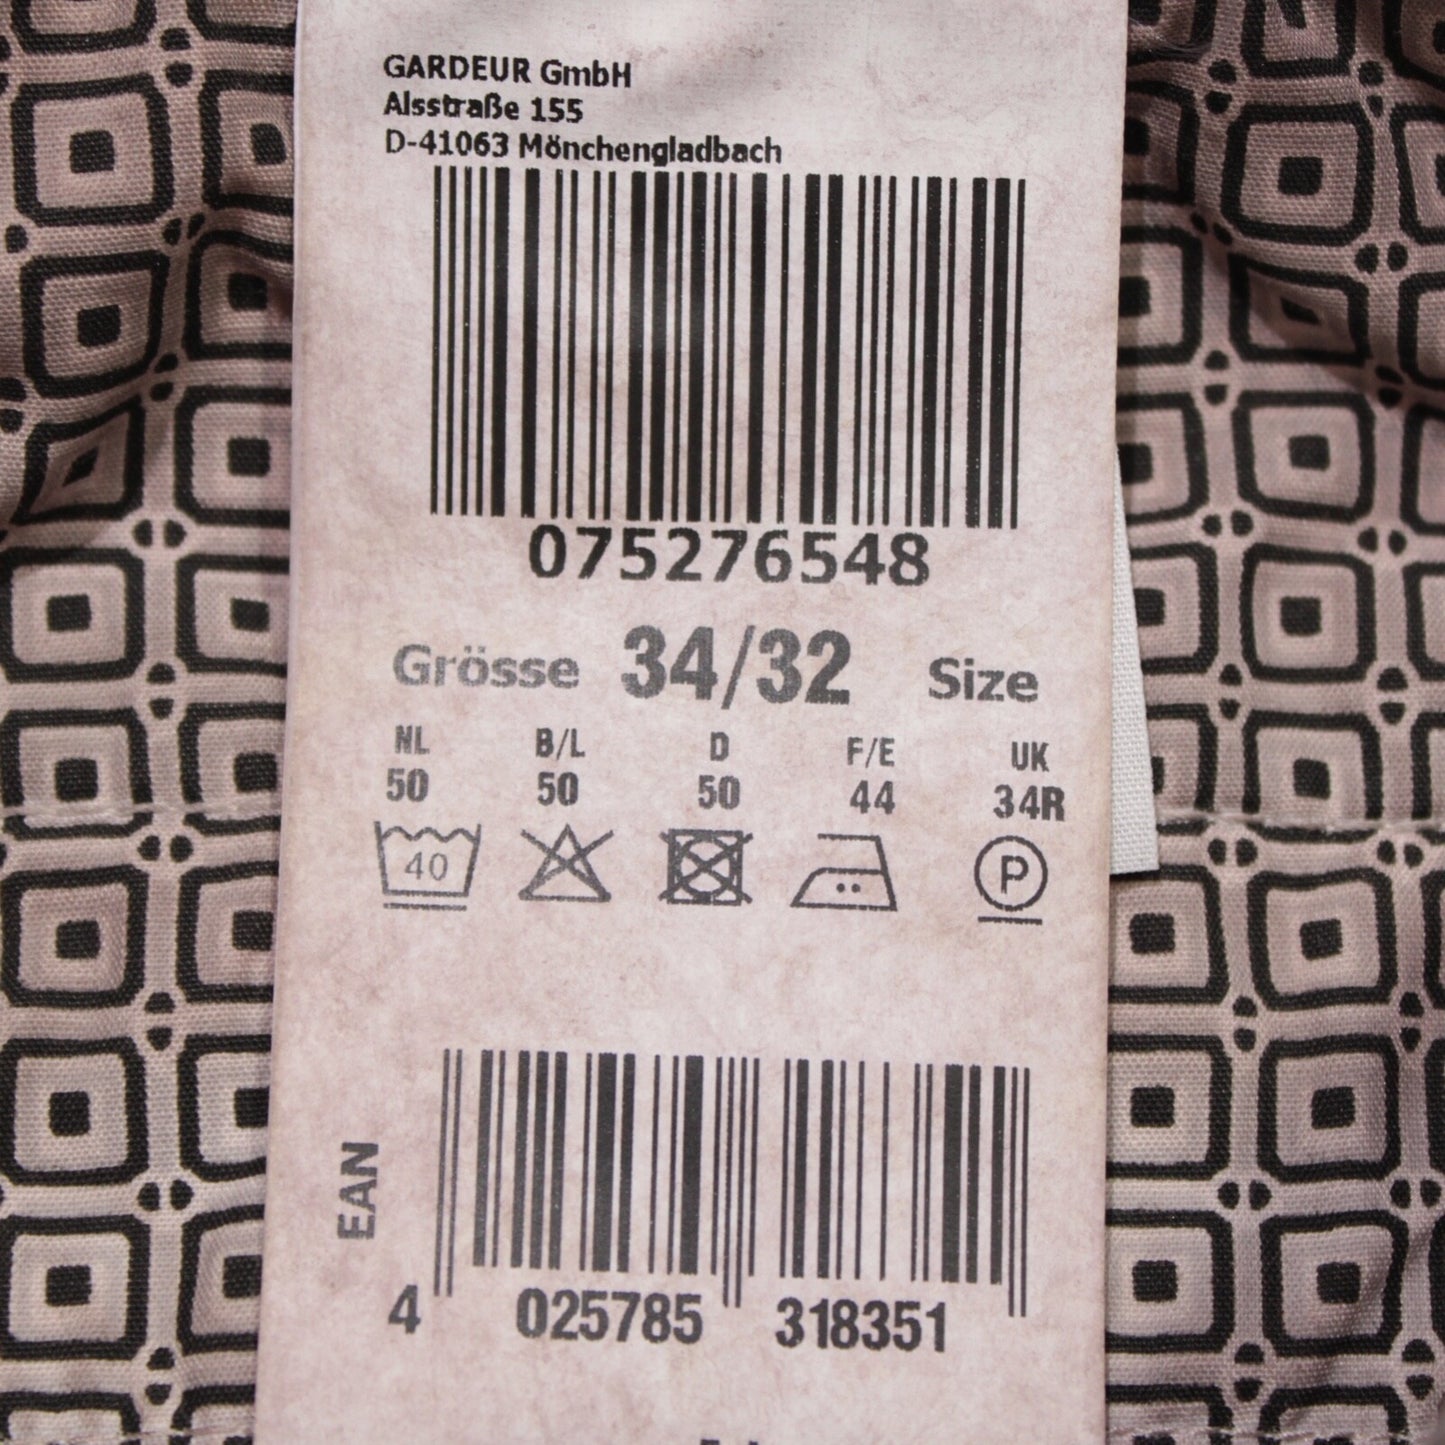 GARDEUR GmbH
Alsstraße 155
D-41063 Mönchengladbach
075276548
Grösse 34/32 Size
NL B/L D F/E UK
50 50 50 44 34R
40 P
EAN
4 025785 318351